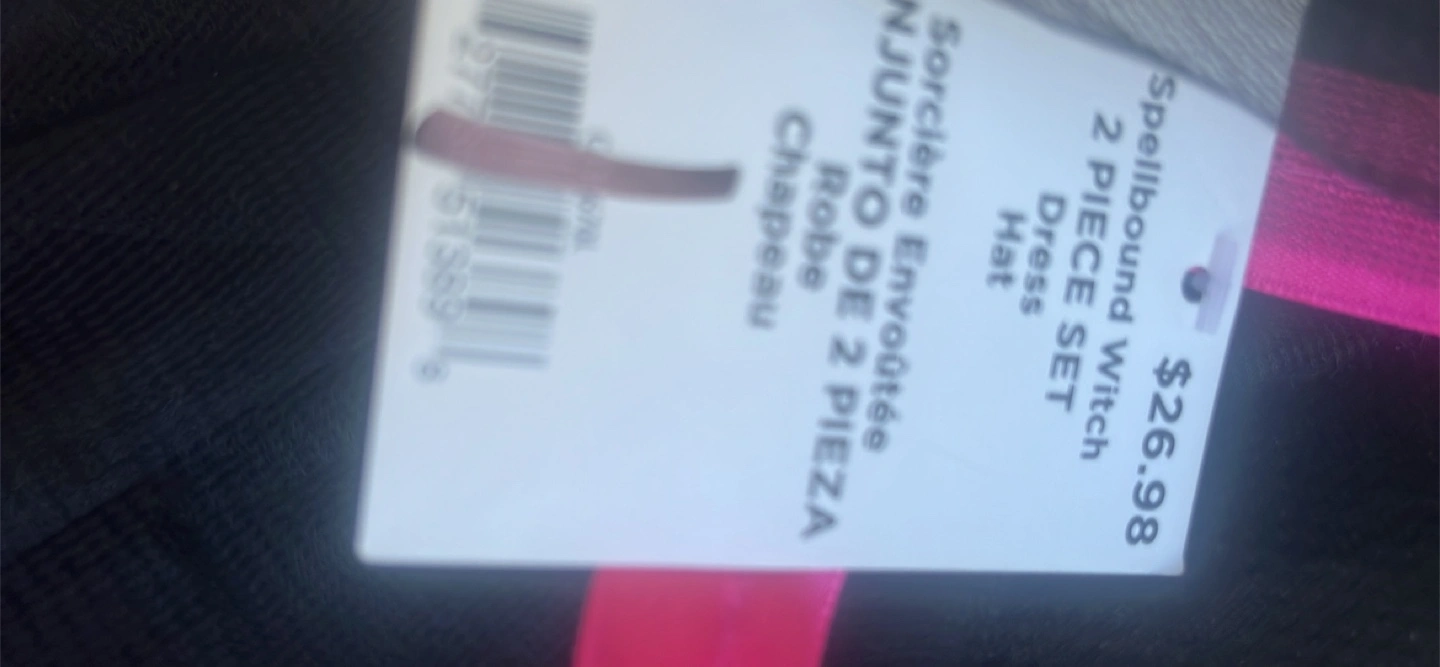 $26.98
Spellbound Witch
2 PIECE SET
Dress
Hat
Sorcière Envoûtée
NJUNTO DE 2 PIEZA
Robe
Chapeau